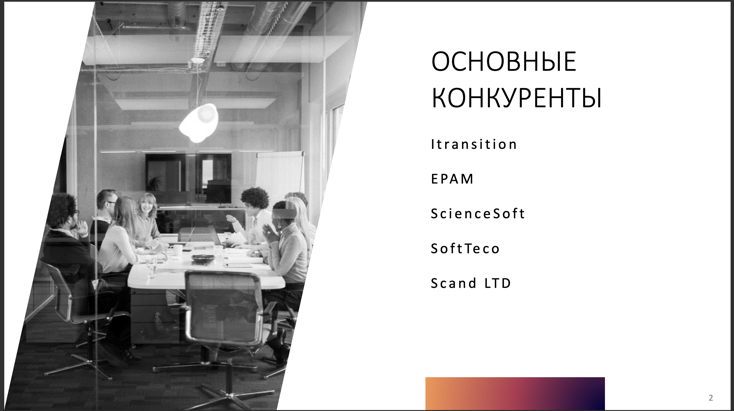 ОСНОВНЫЕ
КОНКУРЕНТЫ
Itransition
EPAM
ScienceSoft
SoftTeco
Scand LTD
2